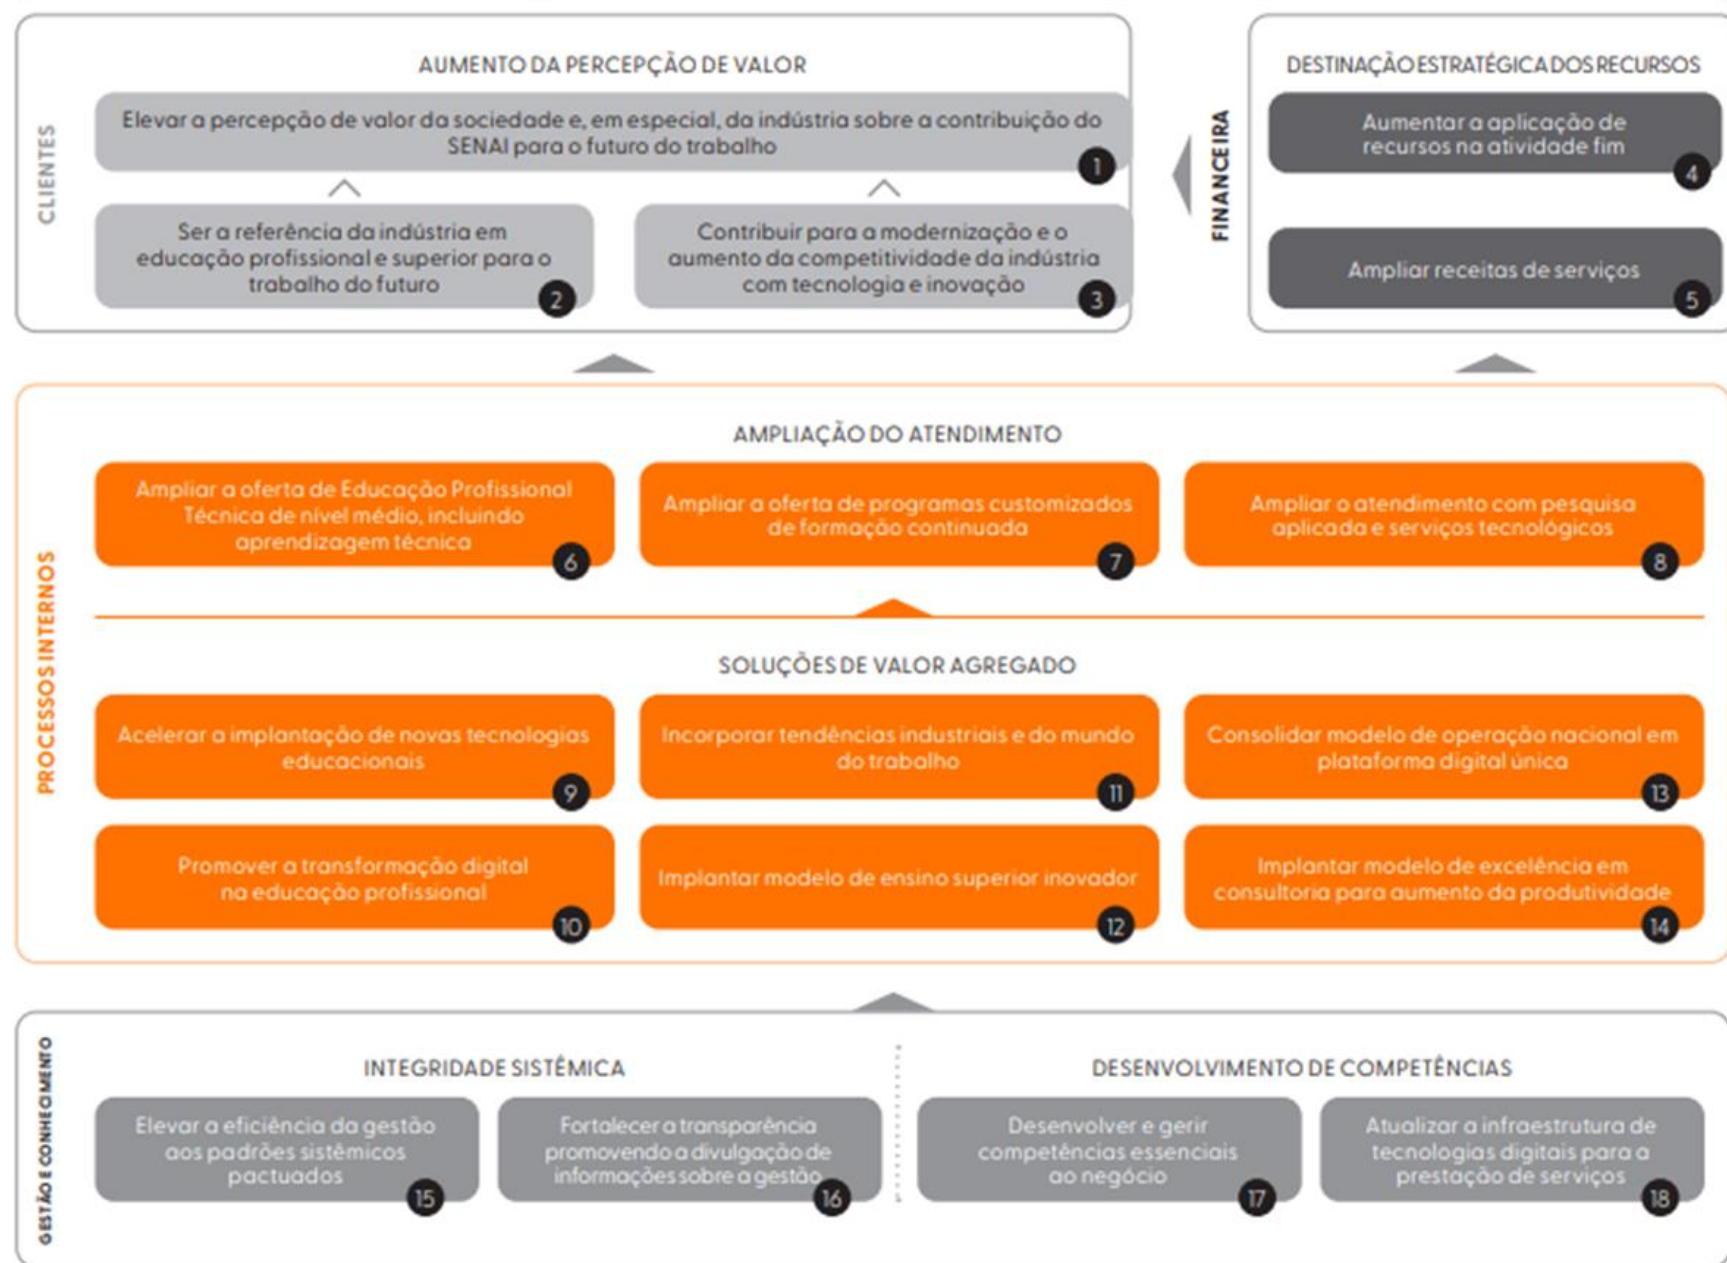 CLIENTES
AUMENTO DA PERCEPÇÃO DE VALOR
Elevar a percepção de valor da sociedade e, em especial, da indústria sobre a contribuição do
SENAI para o futuro do trabalho
1
Ser a referência da indústria em
educação profissional e superior para o
trabalho do futuro
2
Contribuir para a modernização e o
aumento da competitividade da indústria
com tecnologia e inovação
3
FINANCEIRA
DESTINAÇÃO ESTRATÉGICA DOS RECURSOS
Aumentar a aplicação de
recursos na atividade fim
4
Ampliar receitas de serviços
5
PROCESSOS INTERNOS
AMPLIAÇÃO DO ATENDIMENTO
Ampliar a oferta de Educação Profissional
Técnica de nível médio, incluindo
aprendizagem técnica
6
Ampliar a oferta de programas customizados
de formação continuada
7
Ampliar o atendimento com pesquisa
aplicada e serviços tecnológicos
8
SOLUÇÕES DE VALOR AGREGADO
Acelerar a implantação de novas tecnologias
educacionais
9
Incorporar tendências industriais e do mundo
do trabalho
11
Consolidar modelo de operação nacional em
plataforma digital única
13
Promover a transformação digital
na educação profissional
10
Implantar modelo de ensino superior inovador
12
Implantar modelo de excelência em
consultoria para aumento da produtividade
14
GESTÃO E CONHECIMENTO
INTEGRIDADE SISTÊMICA
Elevar a eficiência da gestão
aos padrões sistêmicos
pactuados
15
Fortalecer a transparência
promovendo a divulgação de
informações sobre a gestão
16
DESENVOLVIMENTO DE COMPETÊNCIAS
Desenvolver e gerir
competências essenciais
ao negócio
17
Atualizar a infraestrutura de
tecnologias digitais para a
prestação de serviços
18